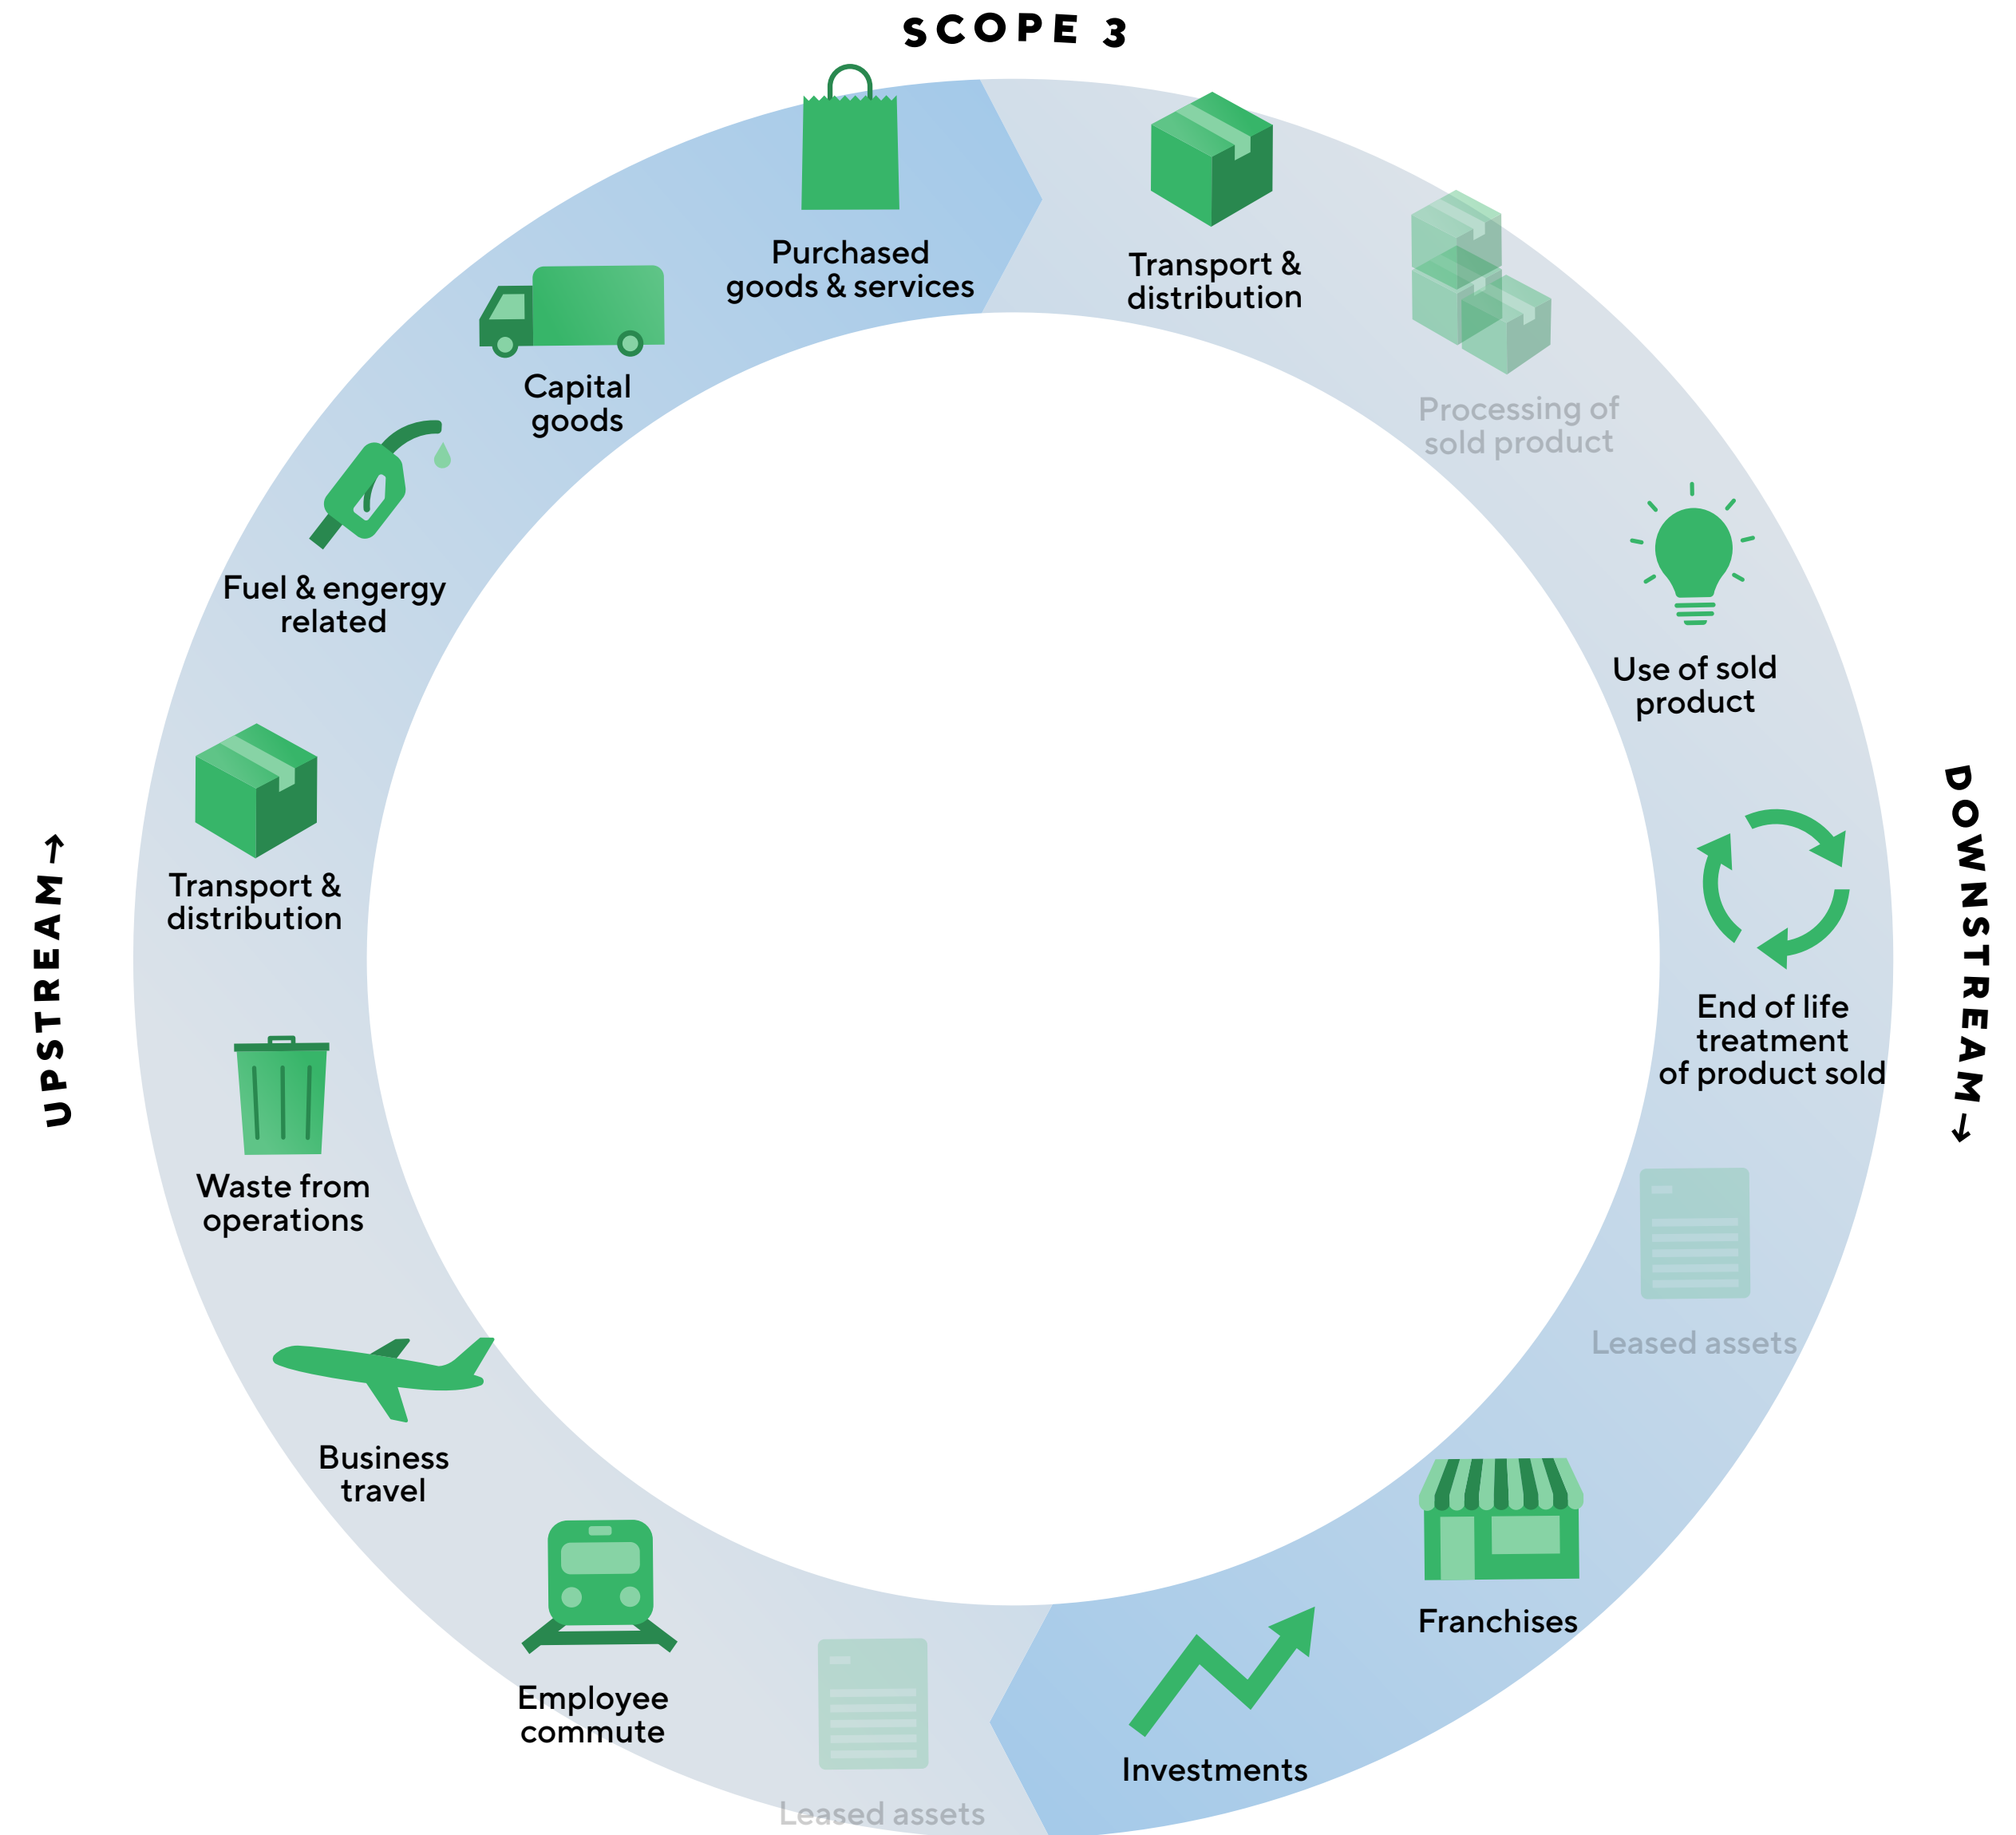 SCOPE 3
Purchased
goods & services
Transport &
distribution
Capital
goods
Processing of
sold product
Fuel & engergy
related
Use of sold
product
Transport &
distribution
UPSTREAM→
DOWNSTREAM→
End of life
treatment
of product sold
Waste from
operations
Leased assets
Business
travel
Franchises
Employee
commute
Investments
Leased assets